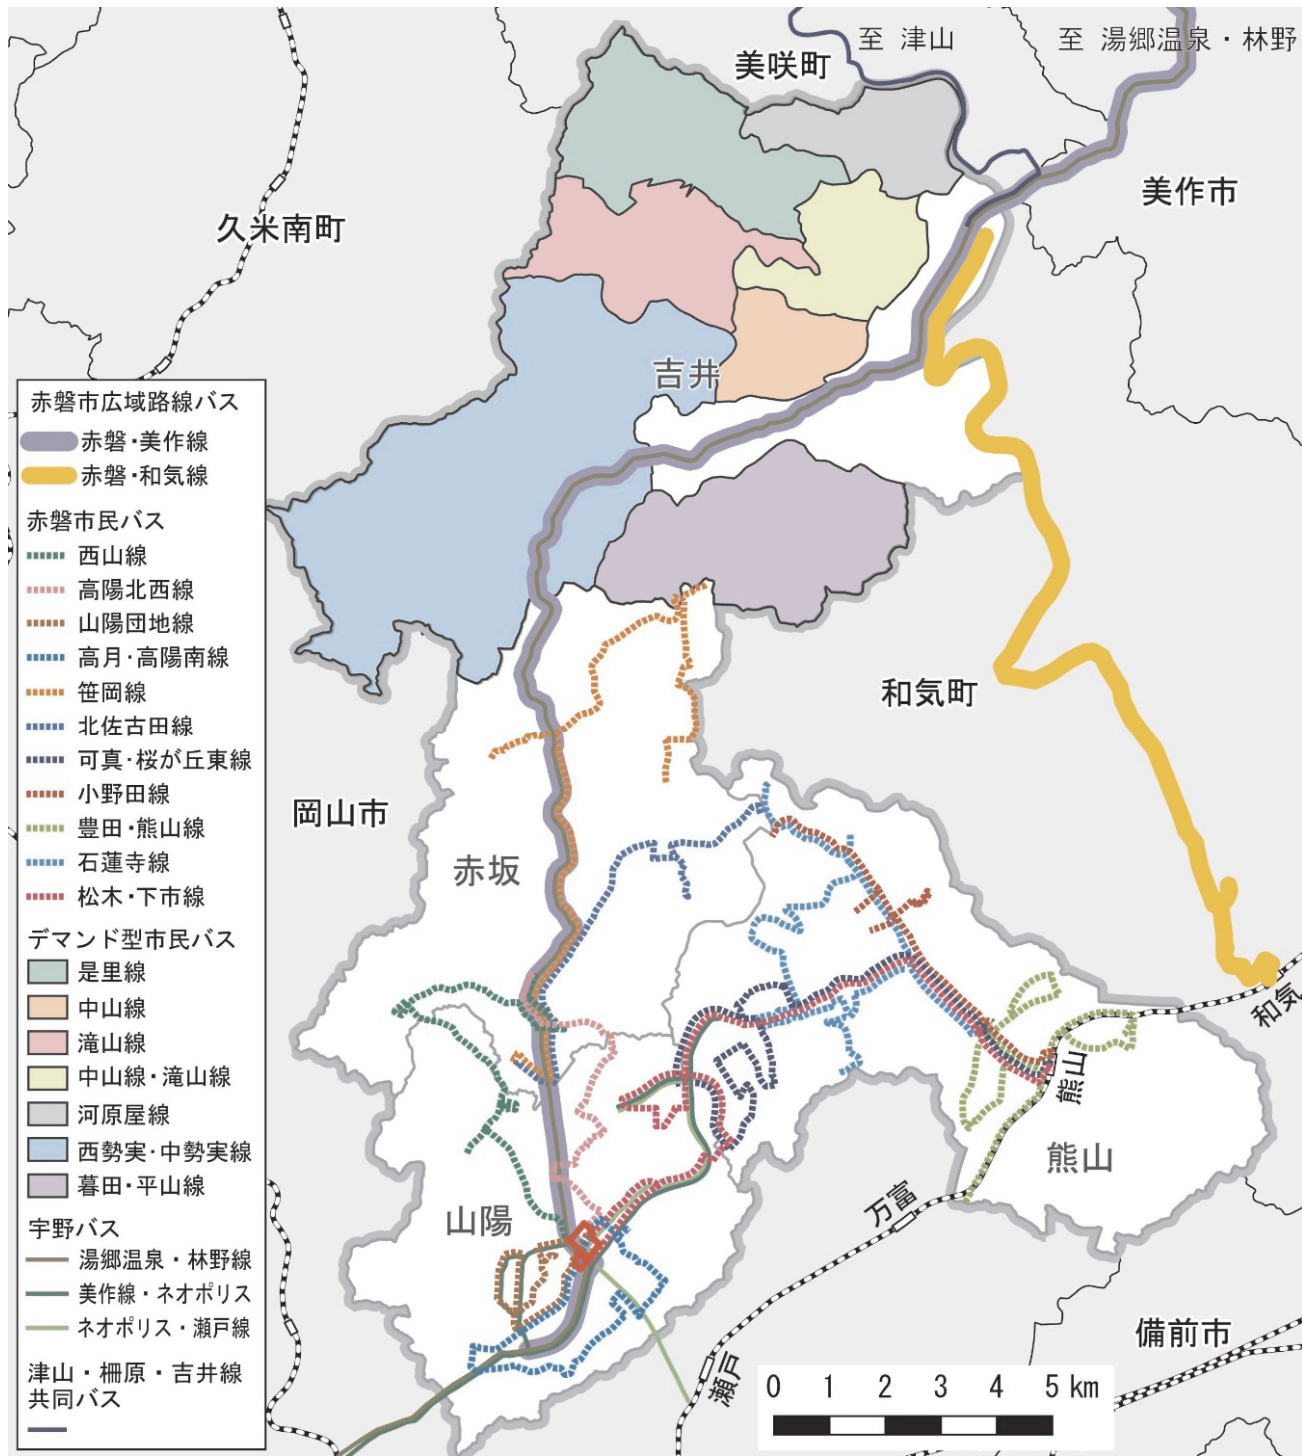 至 津山
至 湯郷温泉・林野
美咲町
美作市
久米南町
吉井
和気町
岡山市
赤坂
和気
熊山
熊山
山陽
万富
瀬戸
備前市
赤磐市広域路線バス
赤磐・美作線
赤磐・和気線
赤磐市民バス
西山線
高陽北西線
山陽団地線
高月・高陽南線
笹岡線
北佐古田線
可真・桜が丘東線
小野田線
豊田・熊山線
石蓮寺線
松木・下市線
デマンド型市民バス
是里線
中山線
滝山線
中山線・滝山線
河原屋線
西勢実・中勢実線
暮田・平山線
宇野バス
湯郷温泉・林野線
美作線・ネオポリス
ネオポリス・瀬戸線
津山・柵原・吉井線
共同バス
0 1 2 3 4 5 km